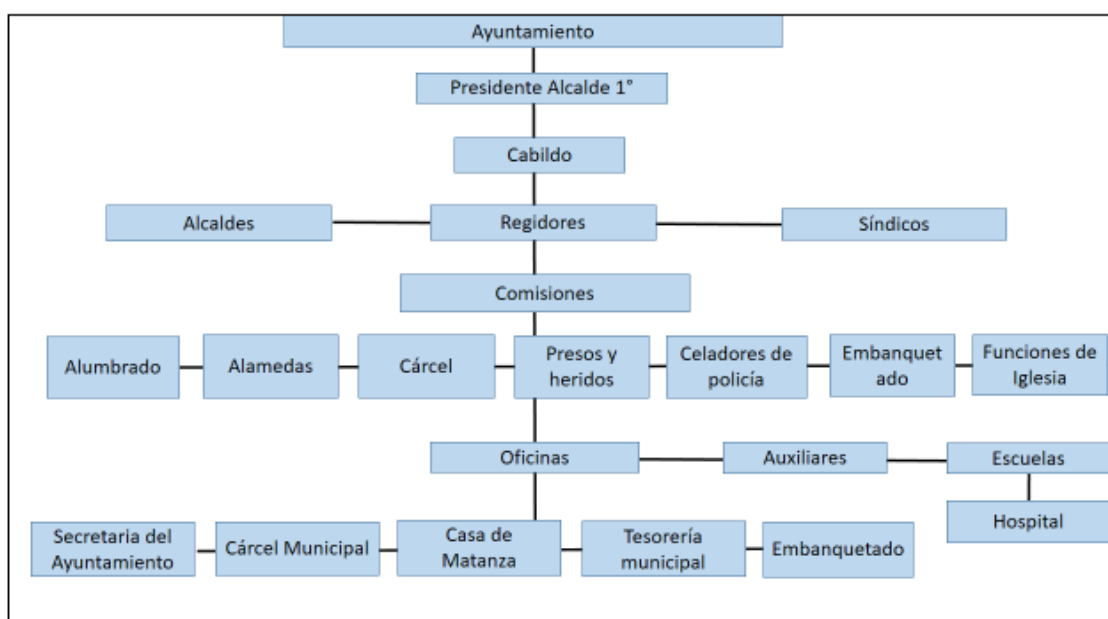 Ayuntamiento
Presidente Alcalde 1°
Cabildo
Alcaldes
Regidores
Síndicos
Comisiones
Alumbrado
Alamedas
Cárcel
Presos y
heridos
Celadores de
policía
Embanquet
ado
Funciones de
Iglesia
Oficinas
Auxiliares
Escuelas
Hospital
Secretaria del
Ayuntamiento
Cárcel Municipal
Casa de
Matanza
Tesorería
municipal
Embanquetado